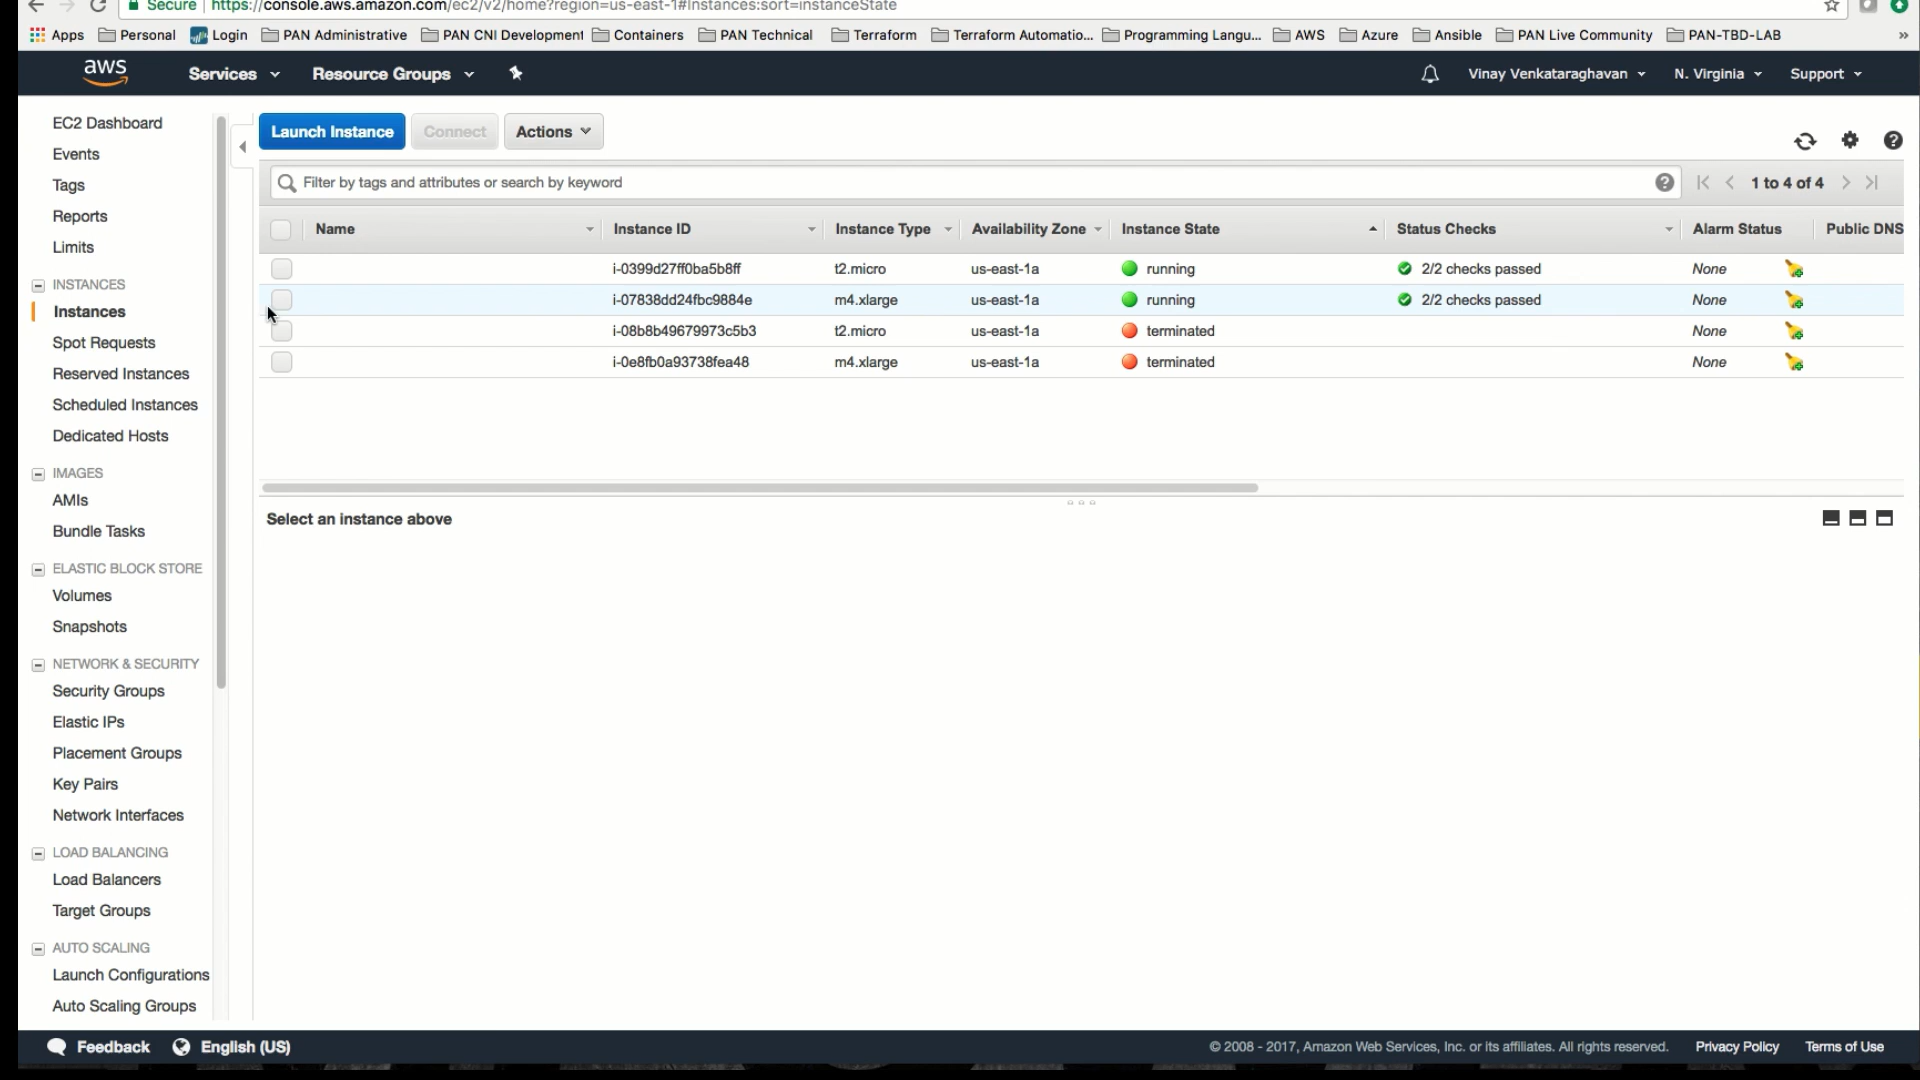 Secure https://console.aws.amazon.com/ec2/v2/home?region=us-east-1#Instances:sort=instanceState
Apps Personal Login PAN Administrative PAN CNI Development Containers PAN Technical Terraform Terraform Automatio... Programming Langu... AWS Azure Ansible PAN Live Community PAN-TBD-LAB »
aws Services Resource Groups Vinay Venkataraghavan N. Virginia Support
EC2 Dashboard
Events
Tags
Reports
Limits
INSTANCES
Instances
Spot Requests
Reserved Instances
Scheduled Instances
Dedicated Hosts
IMAGES
AMIs
Bundle Tasks
ELASTIC BLOCK STORE
Volumes
Snapshots
NETWORK & SECURITY
Security Groups
Elastic IPs
Placement Groups
Key Pairs
Network Interfaces
LOAD BALANCING
Load Balancers
Target Groups
AUTO SCALING
Launch Configurations
Auto Scaling Groups
Launch Instance Connect Actions
Filter by tags and attributes or search by keyword 1 to 4 of 4
Name Instance ID Instance Type Availability Zone Instance State Status Checks Alarm Status Public DNS
i-0399d27ff0ba5b8ff t2.micro us-east-1a running 2/2 checks passed None
i-07838dd24fbc9884e m4.xlarge us-east-1a running 2/2 checks passed None
i-08b8b49679973c5b3 t2.micro us-east-1a terminated None
i-0e8fb0a93738fea48 m4.xlarge us-east-1a terminated None
Select an instance above
Feedback English (US) © 2008 - 2017, Amazon Web Services, Inc. or its affiliates. All rights reserved. Privacy Policy Terms of Use